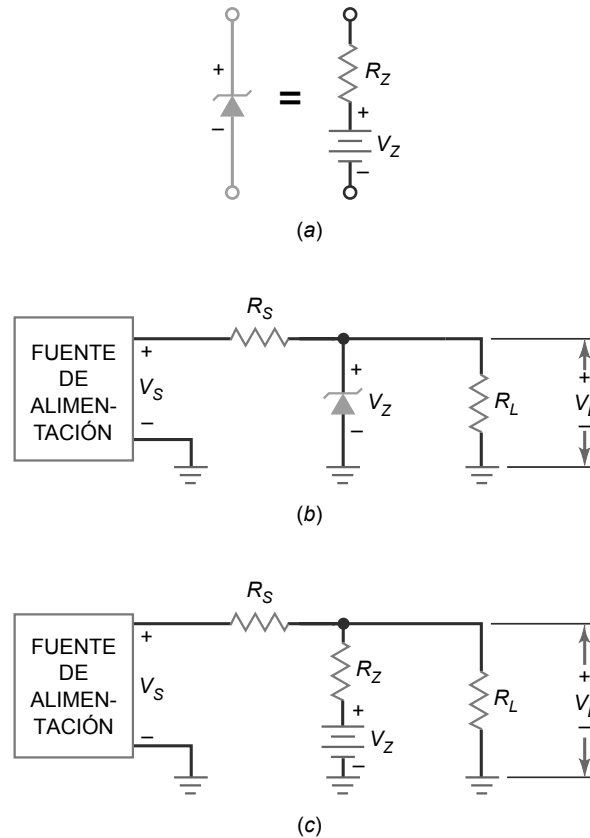 +
R_Z
=
+
–
V_Z
–
(a)
R_S
FUENTE
DE
ALIMEN-
TACIÓN
+
V_S
–
+
V_Z
–
R_L
+
–
(b)
R_S
FUENTE
DE
ALIMEN-
TACIÓN
+
V_S
–
R_Z
+
V_Z
–
R_L
+
–
(c)